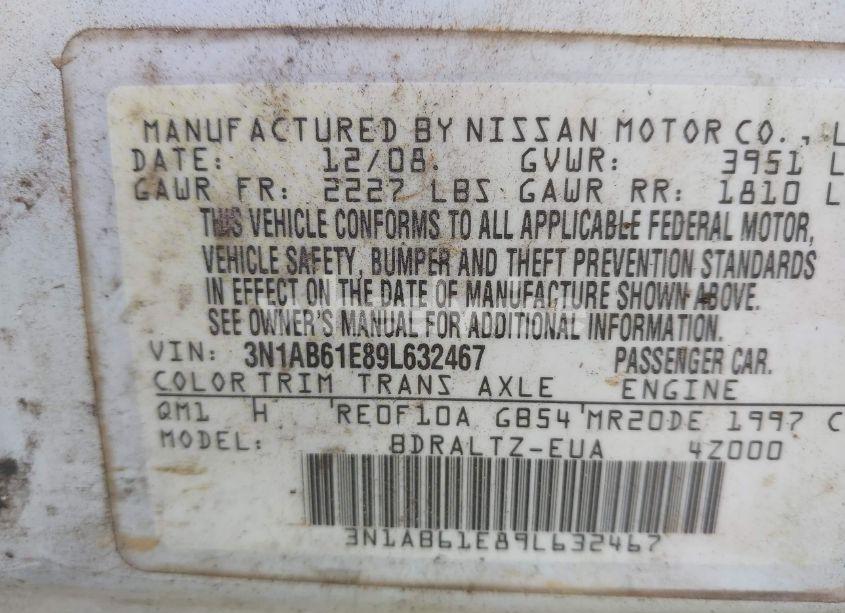 MANUFACTURED BY NISSAN MOTOR CO., L
DATE: 12/08. GVWR: 3951 L
GAWR FR: 2227 LBS GAWR RR: 1810 L
THIS VEHICLE CONFORMS TO ALL APPLICABLE FEDERAL MOTOR,
VEHICLE SAFETY, BUMPER AND THEFT PREVENTION STANDARDS
IN EFFECT ON THE DATE OF MANUFACTURE SHOWN ABOVE.
SEE OWNER'S MANUAL FOR ADDITIONAL INFORMATION.
VIN: 3N1AB61E89L632467 PASSENGER CAR.
COLOR TRIM TRANS AXLE ENGINE
QM1 H RE0F10A GB54 MR20DE 1997 C
MODEL: BDRALTZ-EUA 4Z000
3N1AB61E89L632467